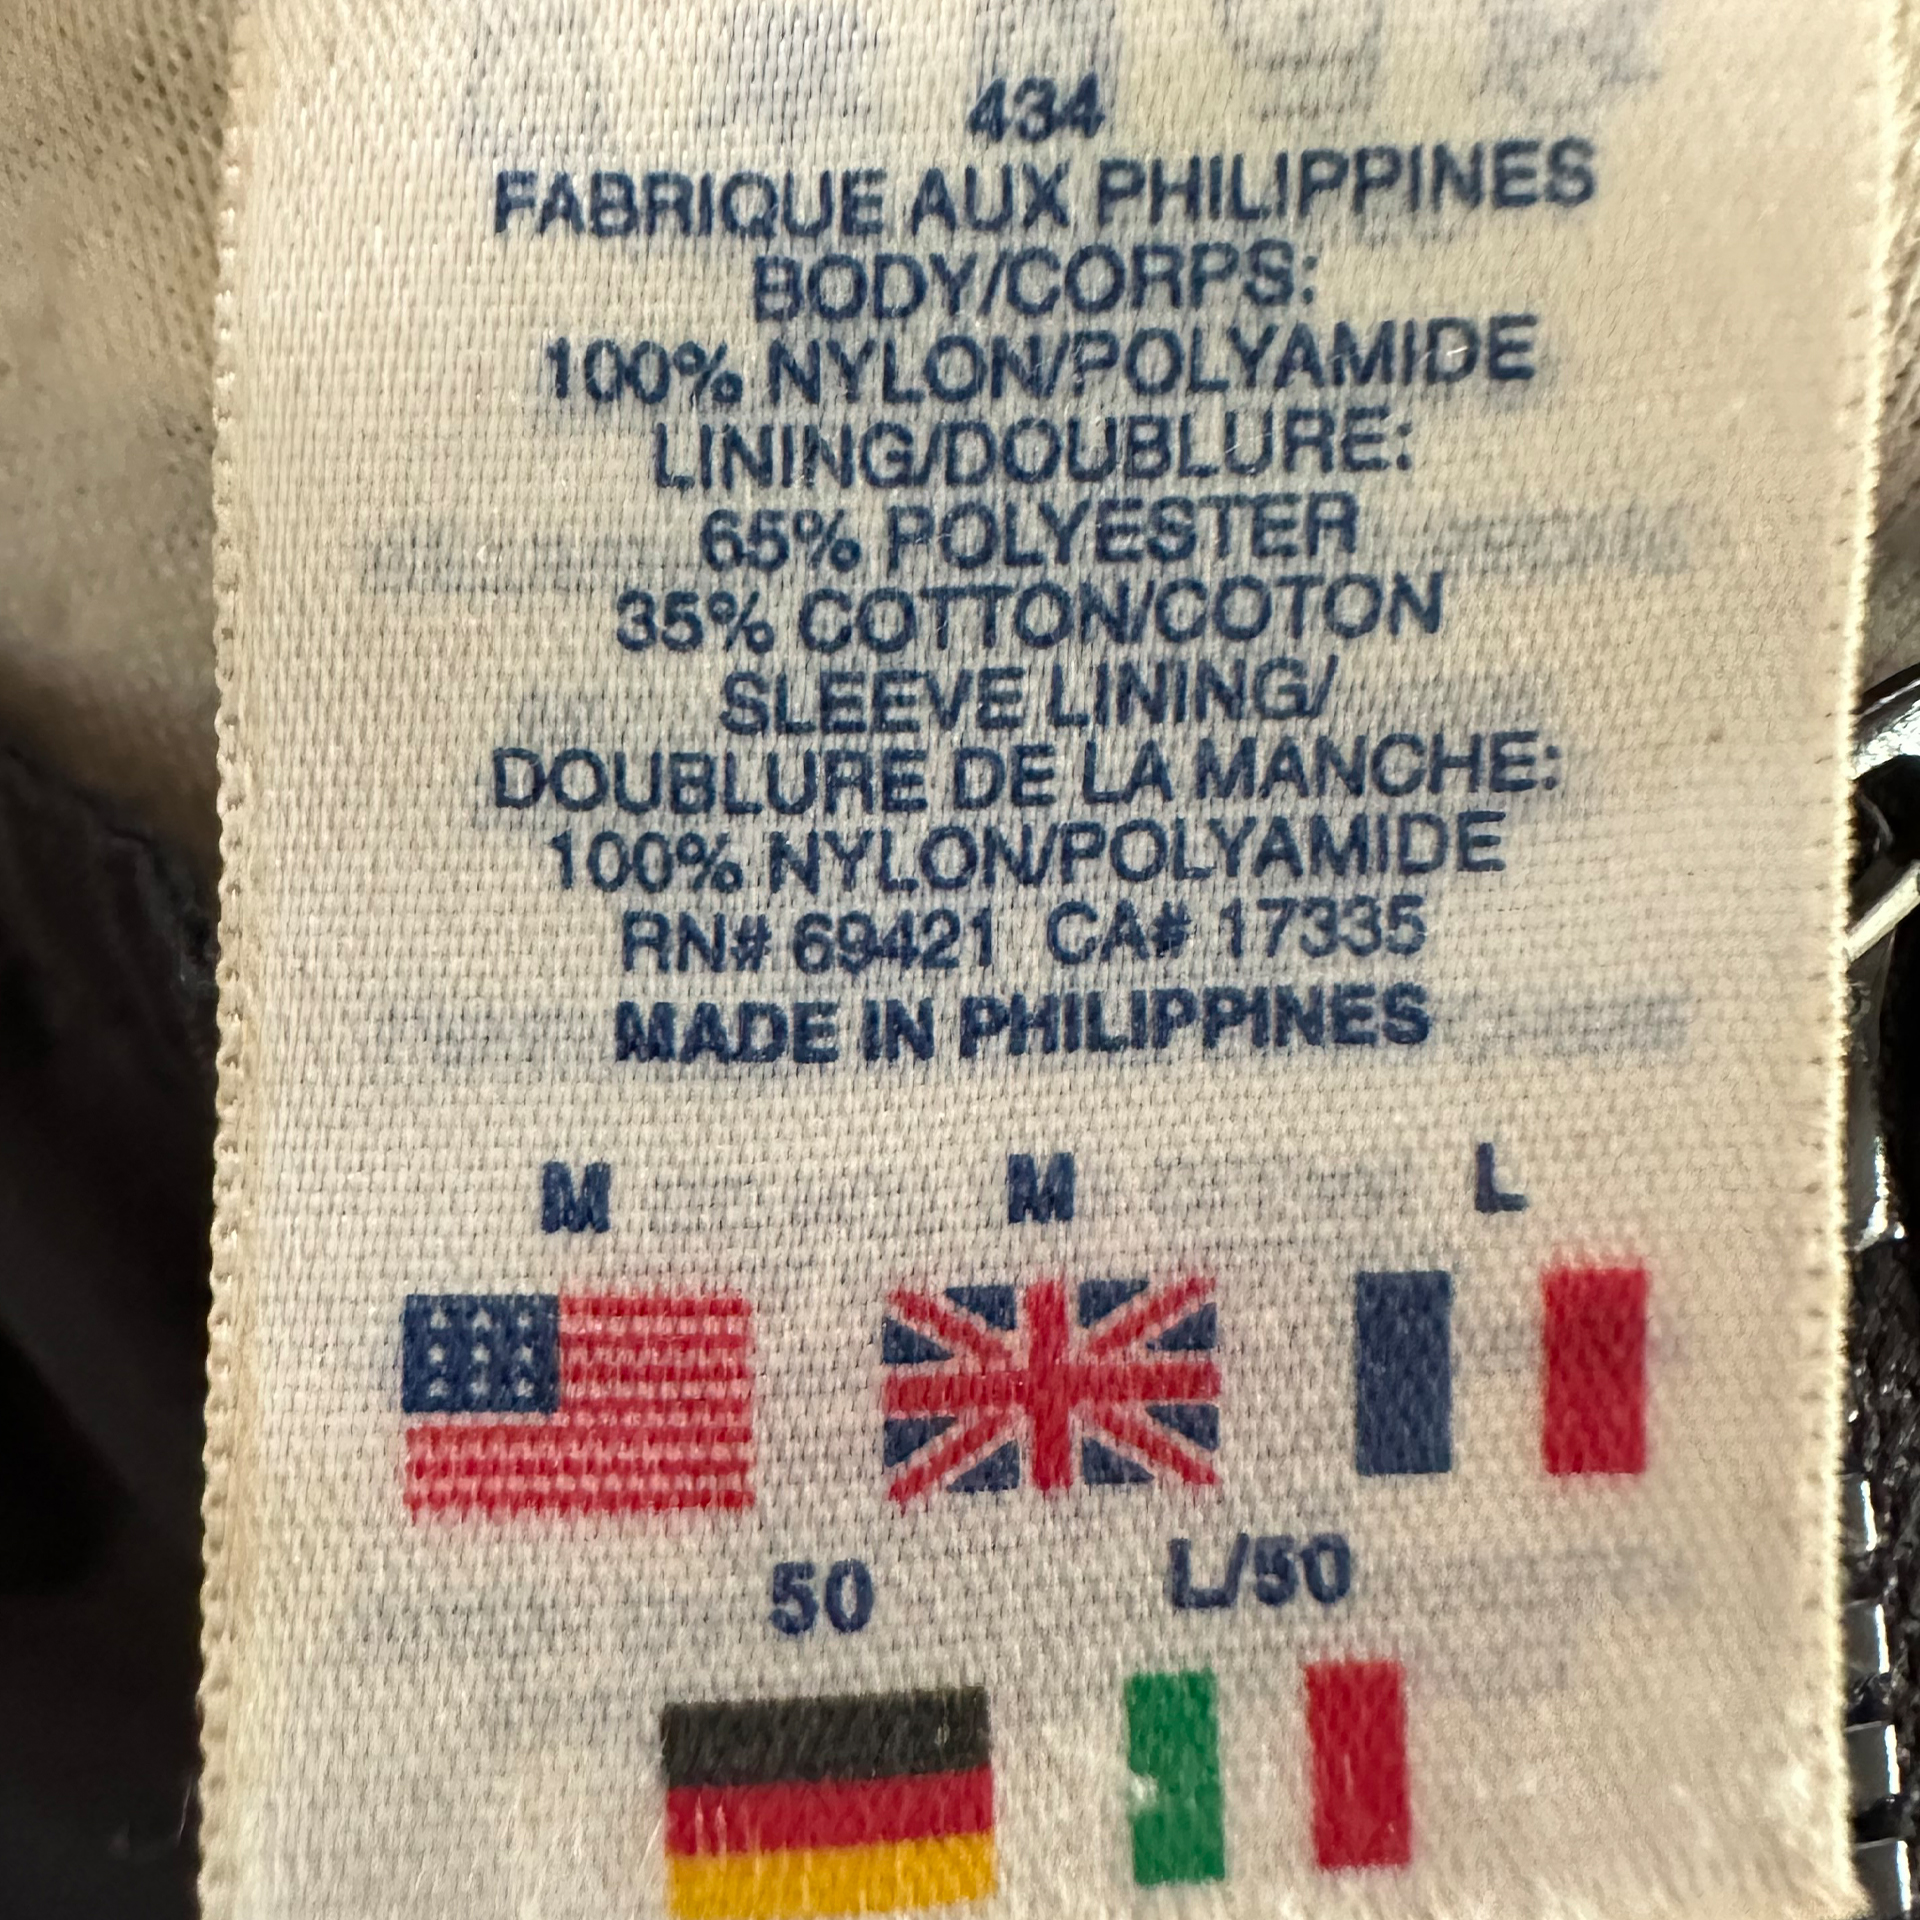 434
FABRIQUE AUX PHILIPPINES
BODY/CORPS:
100% NYLON/POLYAMIDE
LINING/DOUBLURE:
65% POLYESTER
35% COTTON/COTON
SLEEVE LINING/
DOUBLURE DE LA MANCHE:
100% NYLON/POLYAMIDE
RN# 69421 CA# 17335
MADE IN PHILIPPINES
M M L
50 L/50